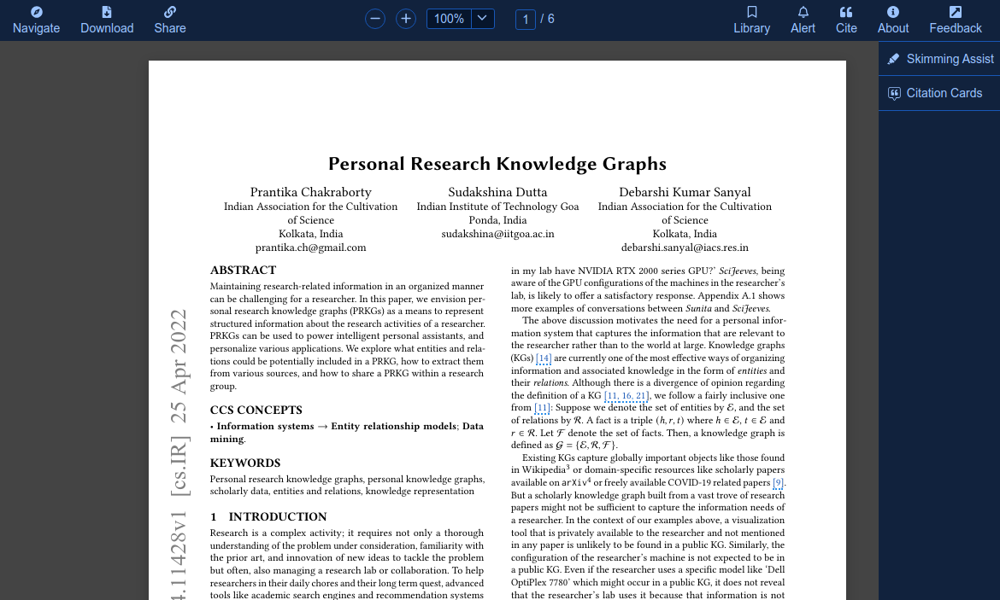 Navigate
Download
Share
100%
1 / 6
Library
Alert
Cite
About
Feedback
Skimming Assist
Citation Cards
Personal Research Knowledge Graphs
Prantika Chakraborty
Indian Association for the Cultivation
of Science
Kolkata, India
prantika.ch@gmail.com
Sudakshina Dutta
Indian Institute of Technology Goa
Ponda, India
sudakshina@iitgoa.ac.in
Debarshi Kumar Sanyal
Indian Association for the Cultivation
of Science
Kolkata, India
debarshi.sanyal@iacs.res.in
4.11428v1 [cs.IR] 25 Apr 2022
ABSTRACT
Maintaining research-related information in an organized manner
can be challenging for a researcher. In this paper, we envision per-
sonal research knowledge graphs (PRKGs) as a means to represent
structured information about the research activities of a researcher.
PRKGs can be used to power intelligent personal assistants, and
personalize various applications. We explore what entities and rela-
tions could be potentially included in a PRKG, how to extract them
from various sources, and how to share a PRKG within a research
group.
CCS CONCEPTS
• Information systems → Entity relationship models; Data
mining.
KEYWORDS
Personal research knowledge graphs, personal knowledge graphs,
scholarly data, entities and relations, knowledge representation
1 INTRODUCTION
Research is a complex activity; it requires not only a thorough
understanding of the problem under consideration, familiarity with
the prior art, and innovation of new ideas to tackle the problem
but often, also managing a research lab or collaboration. To help
researchers in their daily chores and their long term quest, advanced
tools like academic search engines and recommendation systems
in my lab have NVIDIA RTX 2000 series GPU?' SciJeeves, being
aware of the GPU configurations of the machines in the researcher's
lab, is likely to offer a satisfactory response. Appendix A.1 shows
more examples of conversations between Sunita and SciJeeves.
The above discussion motivates the need for a personal infor-
mation system that captures the information that are relevant to
the researcher rather than to the world at large. Knowledge graphs
(KGs) [14] are currently one of the most effective ways of organizing
information and associated knowledge in the form of entities and
their relations. Although there is a divergence of opinion regarding
the definition of a KG [11, 16, 21], we follow a fairly inclusive one
from [11]: Suppose we denote the set of entities by ℰ, and the set
of relations by ℛ. A fact is a triple (h, r, t) where h ∈ ℰ, t ∈ ℰ and
r ∈ ℛ. Let ℱ denote the set of facts. Then, a knowledge graph is
defined as 𝒢 = {ℰ, ℛ, ℱ}.
Existing KGs capture globally important objects like those found
in Wikipedia³ or domain-specific resources like scholarly papers
available on arXiv⁴ or freely available COVID-19 related papers [9].
But a scholarly knowledge graph built from a vast trove of research
papers might not be sufficient to capture the information needs of
a researcher. In the context of our examples above, a visualization
tool that is privately available to the researcher and not mentioned
in any paper is unlikely to be found in a public KG. Similarly, the
configuration of the researcher's machine is not expected to be in
a public KG. Even if the researcher uses a specific model like 'Dell
OptiPlex 7780' which might occur in a public KG, it does not reveal
that the researcher's lab uses it because that information is not